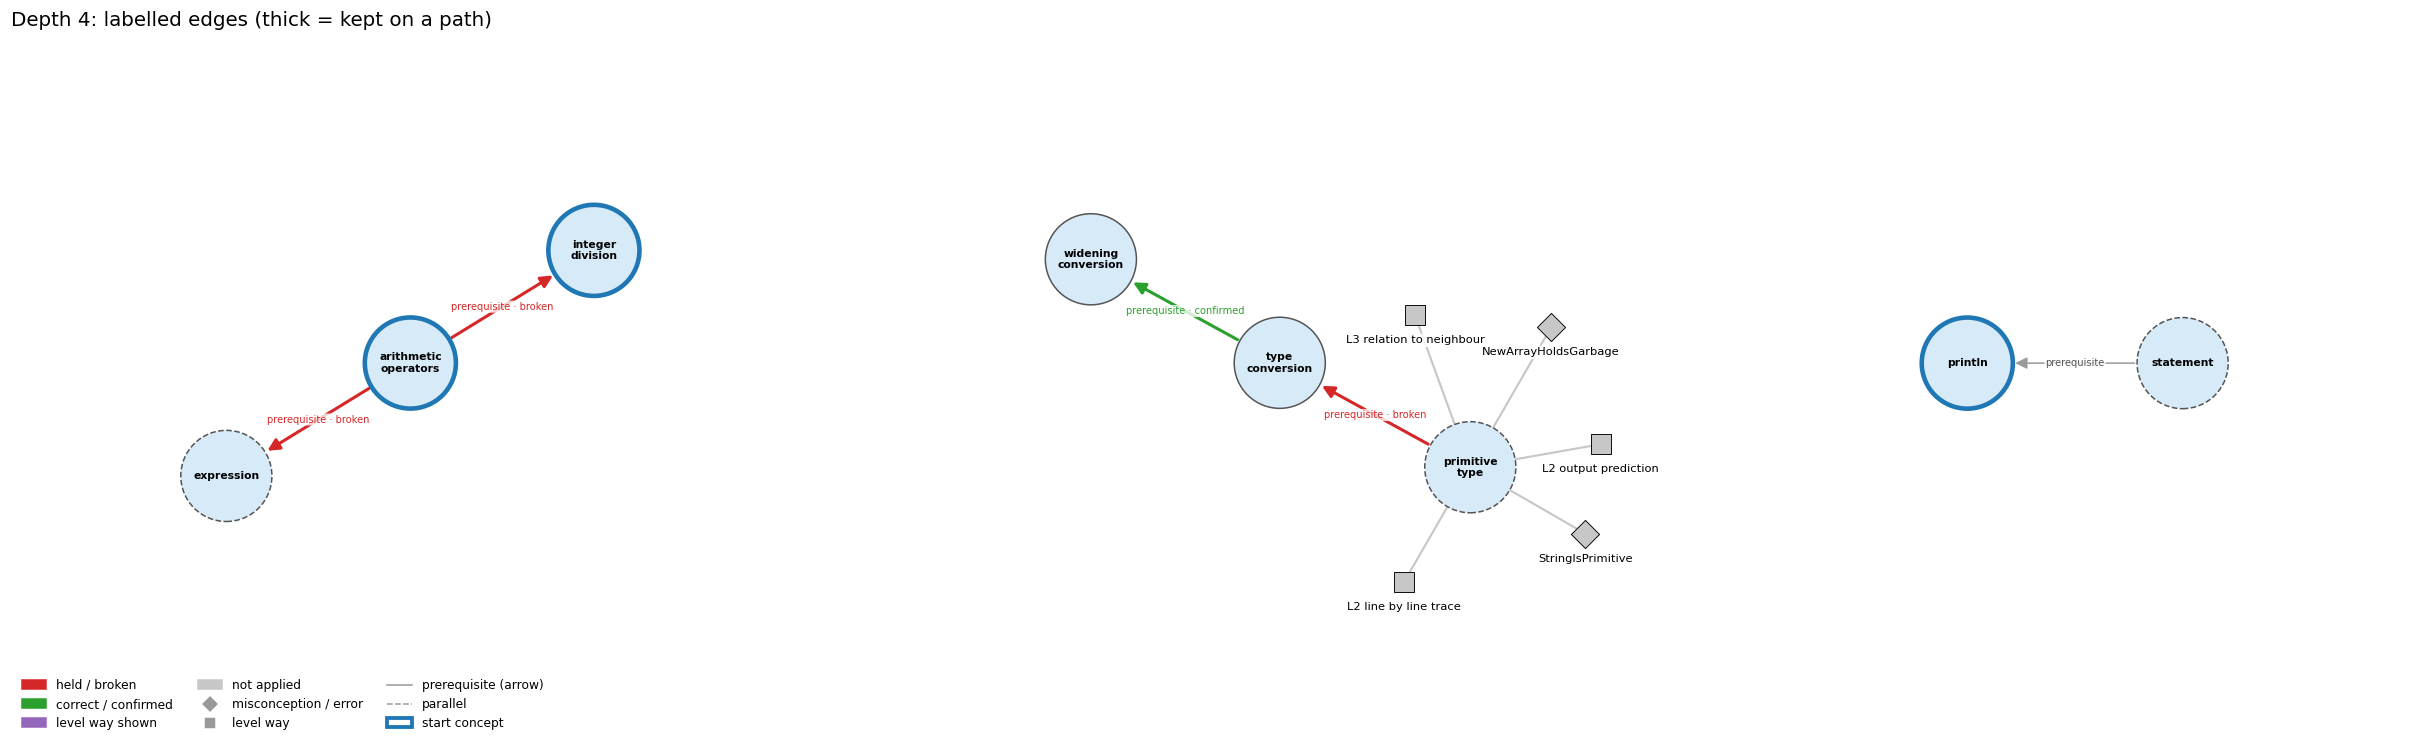 Depth 4: labelled edges (thick = kept on a path)
integer
division
prerequisite · broken
arithmetic
operators
prerequisite · broken
expression
widening
conversion
prerequisite · confirmed
type
conversion
L3 relation to neighbour
NewArrayHoldsGarbage
prerequisite · broken
primitive
type
L2 output prediction
StringIsPrimitive
L2 line by line trace
println
prerequisite
statement
held / broken
correct / confirmed
level way shown
not applied
misconception / error
level way
prerequisite (arrow)
parallel
start concept